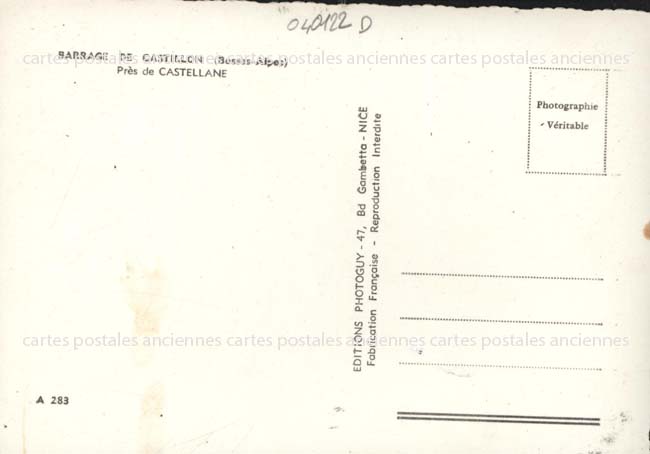 040122 D
cartes postales anciennes cartes postales anciennes cartes postales anciennes
BARRAGE DE CASTILLON (Basses-Alpes)
Près de CASTELLANE
Photographie
Véritable
EDITIONS PHOTOGUY - 47, Bd Gambetta - NICE
Fabrication Française - Reproduction Interdite
cartes postales anciennes cartes postales anciennes cartes postales anciennes
A 283